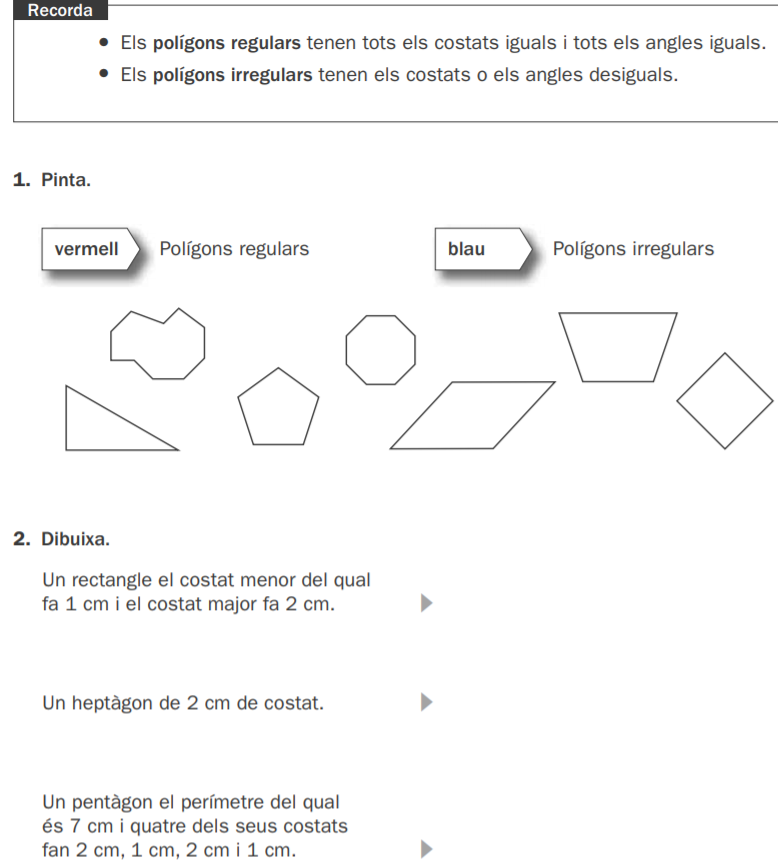 Recorda
• Els polígons regulars tenen tots els costats iguals i tots els angles iguals.
• Els polígons irregulars tenen els costats o els angles desiguals.
1. Pinta.
vermell Polígons regulars blau Polígons irregulars
2. Dibuixa.
Un rectangle el costat menor del qual
fa 1 cm i el costat major fa 2 cm.
Un heptàgon de 2 cm de costat.
Un pentàgon el perímetre del qual
és 7 cm i quatre dels seus costats
fan 2 cm, 1 cm, 2 cm i 1 cm.